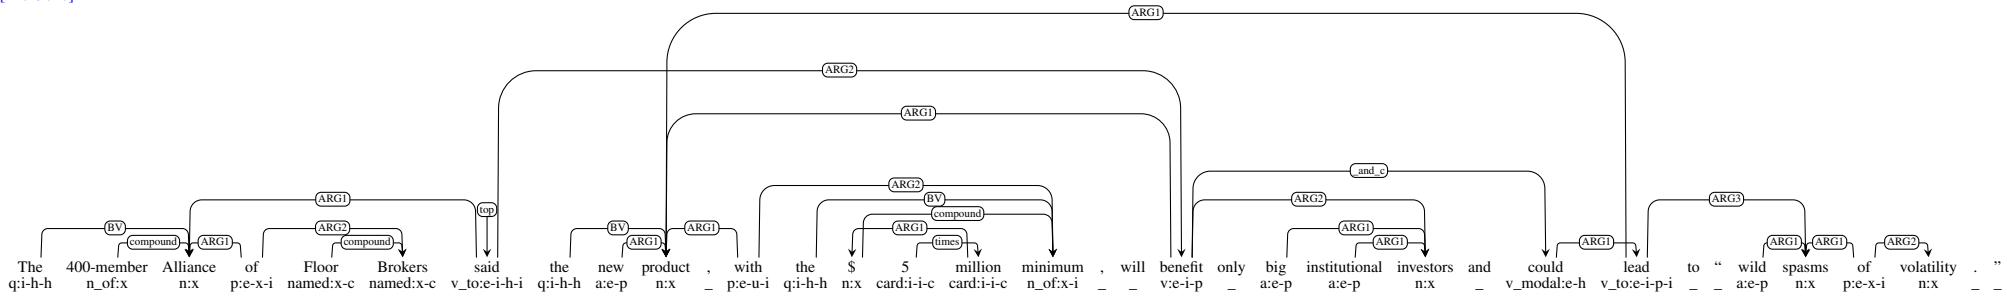 ARG1
ARG2
ARG1
_and_c
ARG2
ARG1 top BV ARG2 ARG3
compound
BV ARG2 BV ARG1 ARG1 ARG1
compound ARG1 compound ARG1 times ARG1 ARG1 ARG1 ARG1 ARG2
The 400-member Alliance of Floor Brokers said the new product , with the $ 5 million minimum , will benefit only big institutional investors and could lead to “ wild spasms of volatility . ”
q:i-h-h n_of:x n:x p:e-x-i named:x-c named:x-c v_to:e-i-h-i q:i-h-h a:e-p n:x _ p:e-u-i q:i-h-h n:x card:i-i-c card:i-i-c n_of:x-i _ _ v:e-i-p _ a:e-p a:e-p n:x _ v_modal:e-h v_to:e-i-p-i _ _ a:e-p n:x p:e-x-i n:x _ _